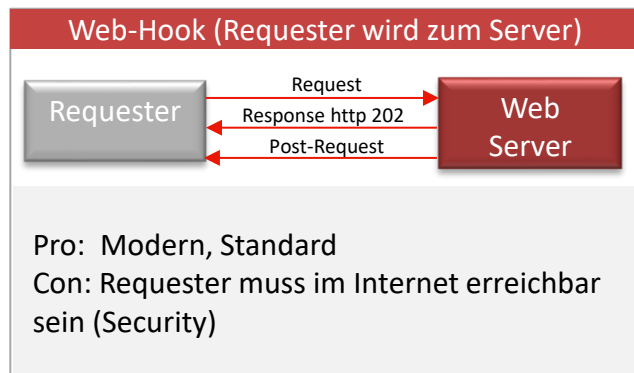 Web-Hook (Requester wird zum Server)
Requester
Request
Response http 202
Post-Request
Web
Server
Pro: Modern, Standard
Con: Requester muss im Internet erreichbar
sein (Security)